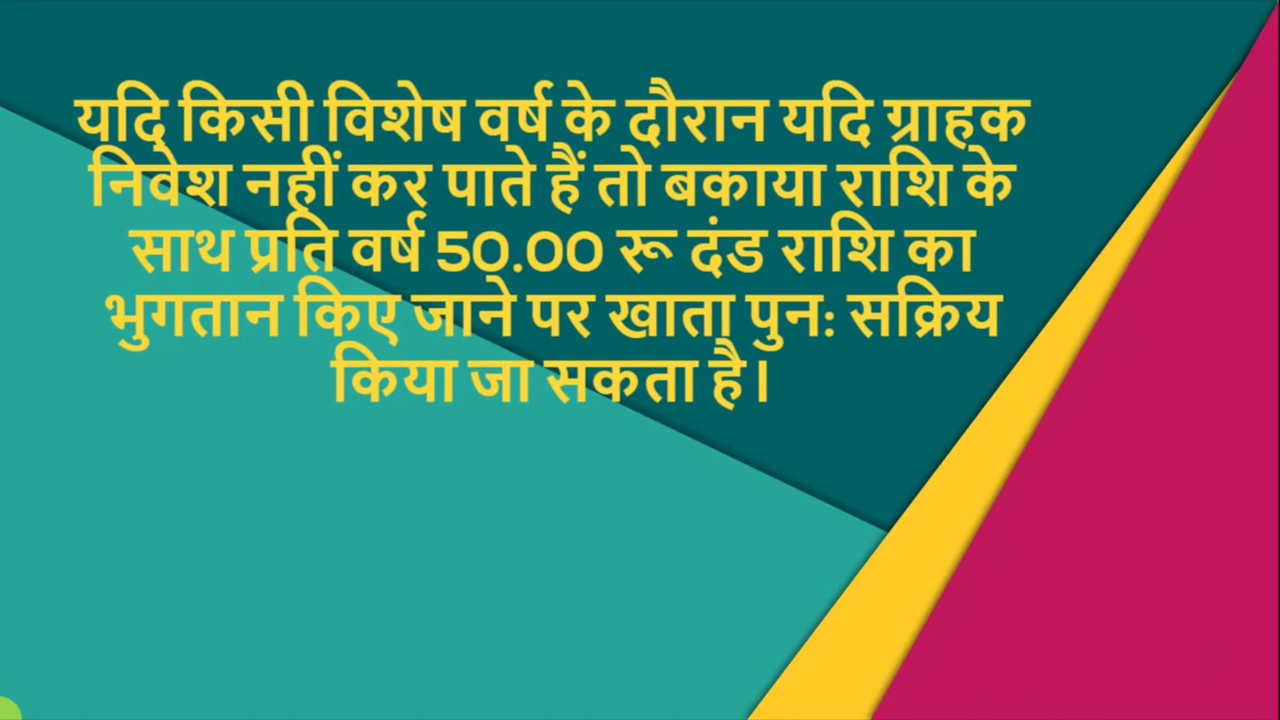 यदि किसी विशेष वर्ष के दौरान यदि ग्राहक
निवेश नहीं कर पाते हैं तो बकाया राशि के
साथ प्रति वर्ष 50.00 रू दंड राशि का
भुगतान किए जाने पर खाता पुन: सक्रिय
किया जा सकता है।